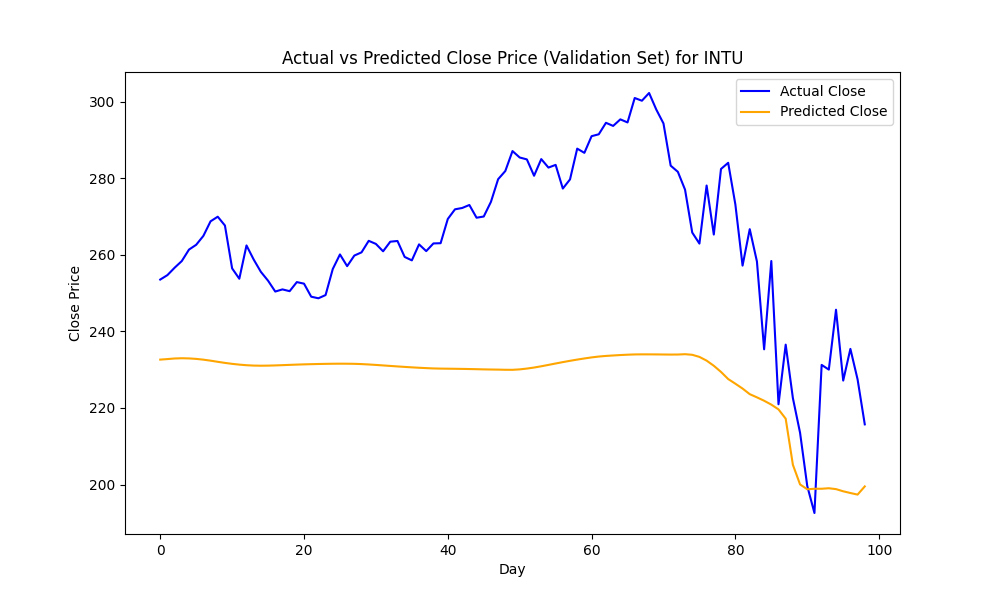 Actual vs Predicted Close Price (Validation Set) for INTU
Actual Close
Predicted Close
Close Price
300
280
260
240
220
200
0 20 40 60 80 100
Day